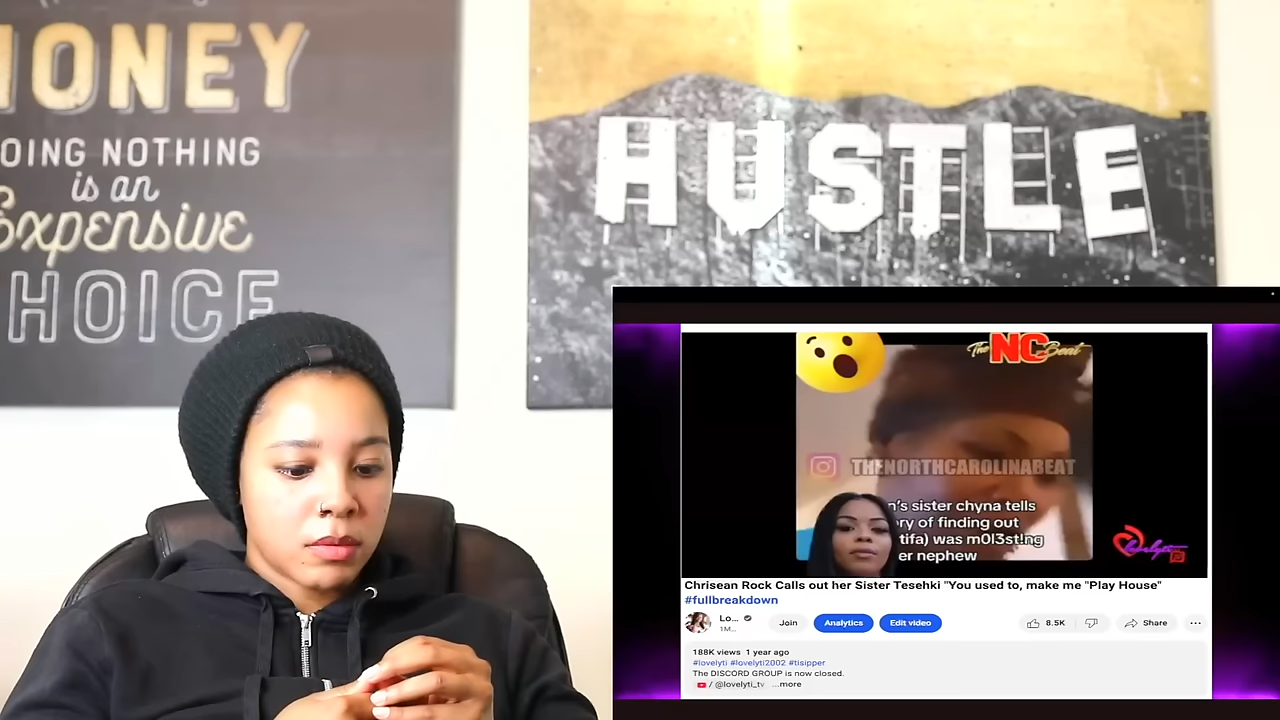 MONEY
DOING NOTHING
is an
Expensive
CHOICE
HUSTLE
The NC Beat
THENORTHCAROLINABEAT
n's sister chyna tells
ry of finding out
tifa) was m0l3st!ng
er nephew
lovelyti
Chrisean Rock Calls out her Sister Tesehki "You used to, make me "Play House"
#fullbreakdown
Lo...
1M...
Join
Analytics
Edit video
8.5K
Share
188K views 1 year ago
#lovelyti #lovelyti2002 #tisipper
The DISCORD GROUP is now closed.
/ @lovelyti_tv ...more